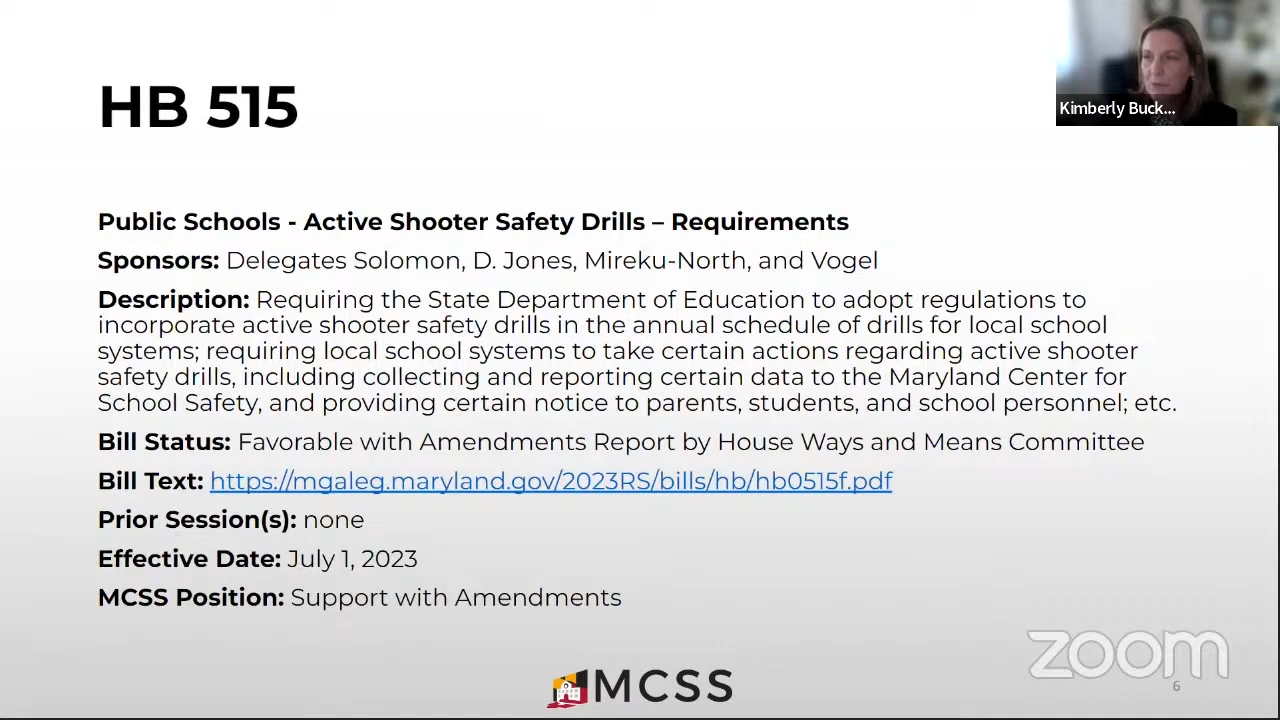 HB 515
Kimberly Buck...
Public Schools - Active Shooter Safety Drills – Requirements
Sponsors: Delegates Solomon, D. Jones, Mireku-North, and Vogel
Description: Requiring the State Department of Education to adopt regulations to
incorporate active shooter safety drills in the annual schedule of drills for local school
systems; requiring local school systems to take certain actions regarding active shooter
safety drills, including collecting and reporting certain data to the Maryland Center for
School Safety, and providing certain notice to parents, students, and school personnel; etc.
Bill Status: Favorable with Amendments Report by House Ways and Means Committee
Bill Text: https://mgaleg.maryland.gov/2023RS/bills/hb/hb0515f.pdf
Prior Session(s): none
Effective Date: July 1, 2023
MCSS Position: Support with Amendments
zoom
6
MCSS